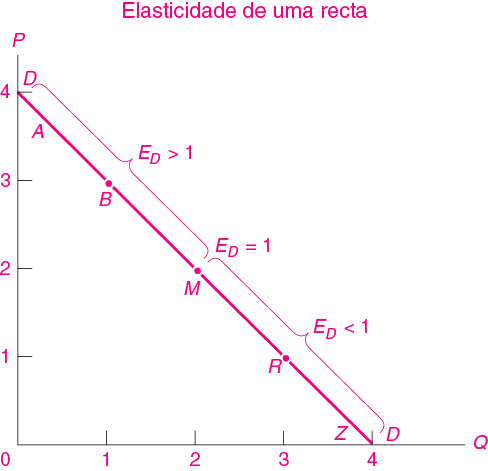 Elasticidade de uma recta
P
D
4
A
E_D > 1
3
B
E_D = 1
2
M
E_D < 1
1
R
Z
D
Q
0
1
2
3
4